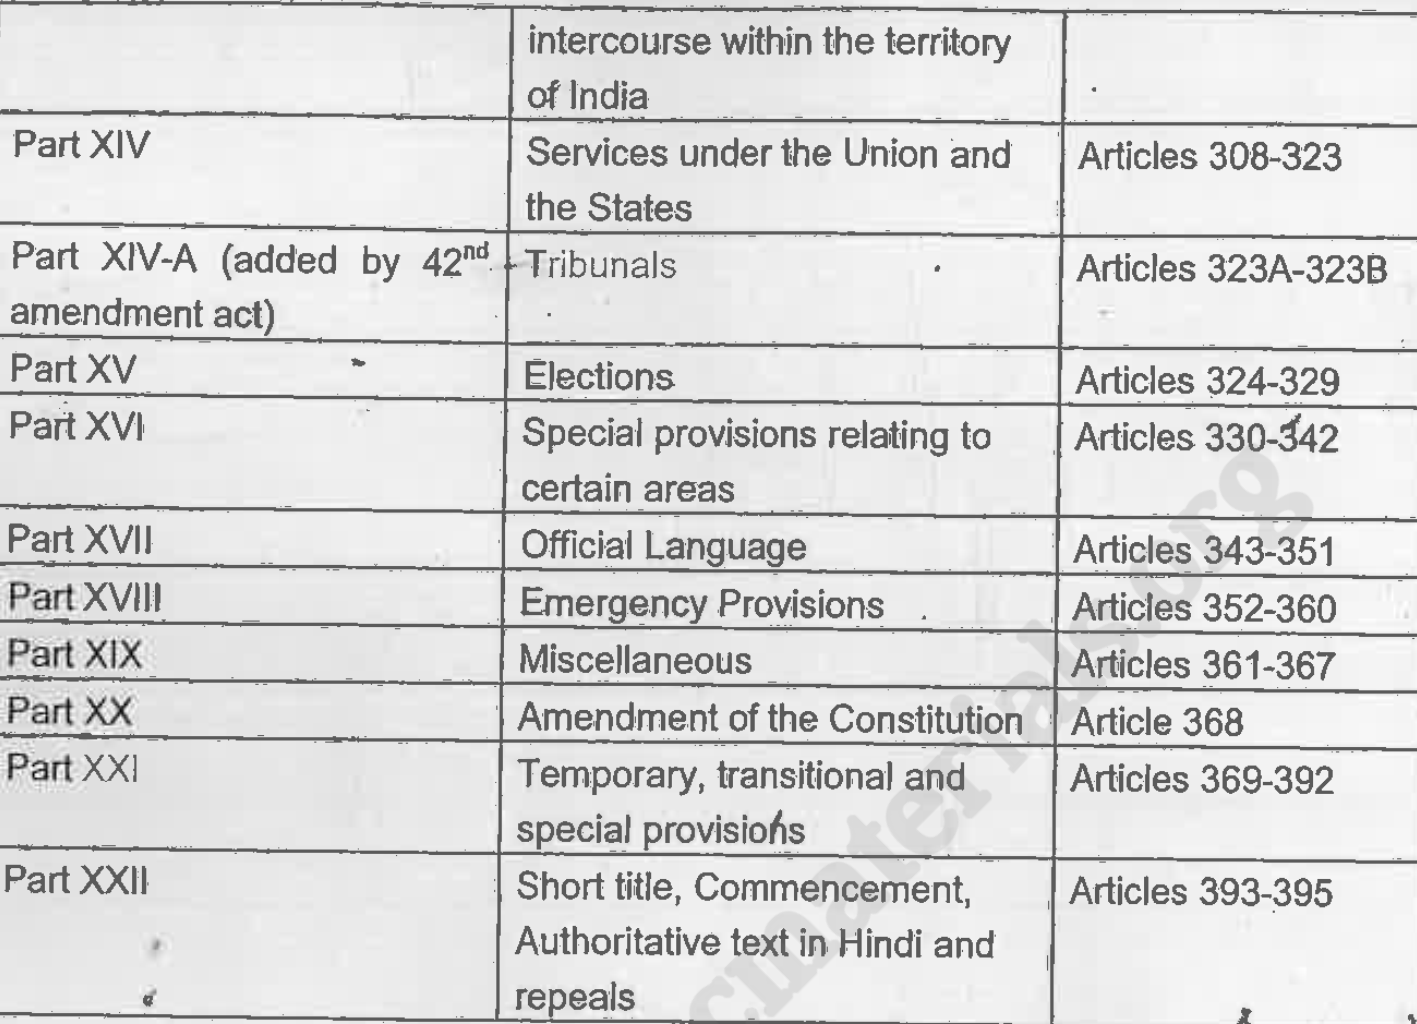 intercourse within the territory
of India
Part XIV
Services under the Union and
the States
Articles 308-323
Part XIV-A (added by 42nd
amendment act)
Tribunals
Articles 323A-323B
Part XV
Elections
Articles 324-329
Part XVI
Special provisions relating to
certain areas
Articles 330-342
Part XVII
Official Language
Articles 343-351
Part XVIII
Emergency Provisions
Articles 352-360
Part XIX
Miscellaneous
Articles 361-367
Part XX
Amendment of the Constitution
Article 368
Part XXI
Temporary, transitional and
special provisions
Articles 369-392
Part XXII
Short title, Commencement,
Authoritative text in Hindi and
repeals
Articles 393-395
cmaterials.org